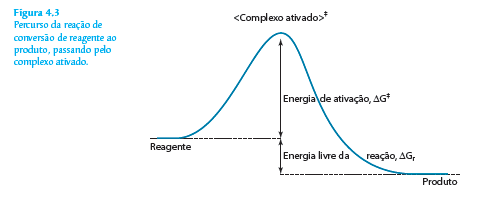 Figura 4.3
Percurso da reação de
conversão de reagente ao
produto, passando pelo
complexo ativado.
<Complexo ativado>‡
Energia de ativação, ΔG‡
Reagente
Energia livre da reação, ΔGr
Produto